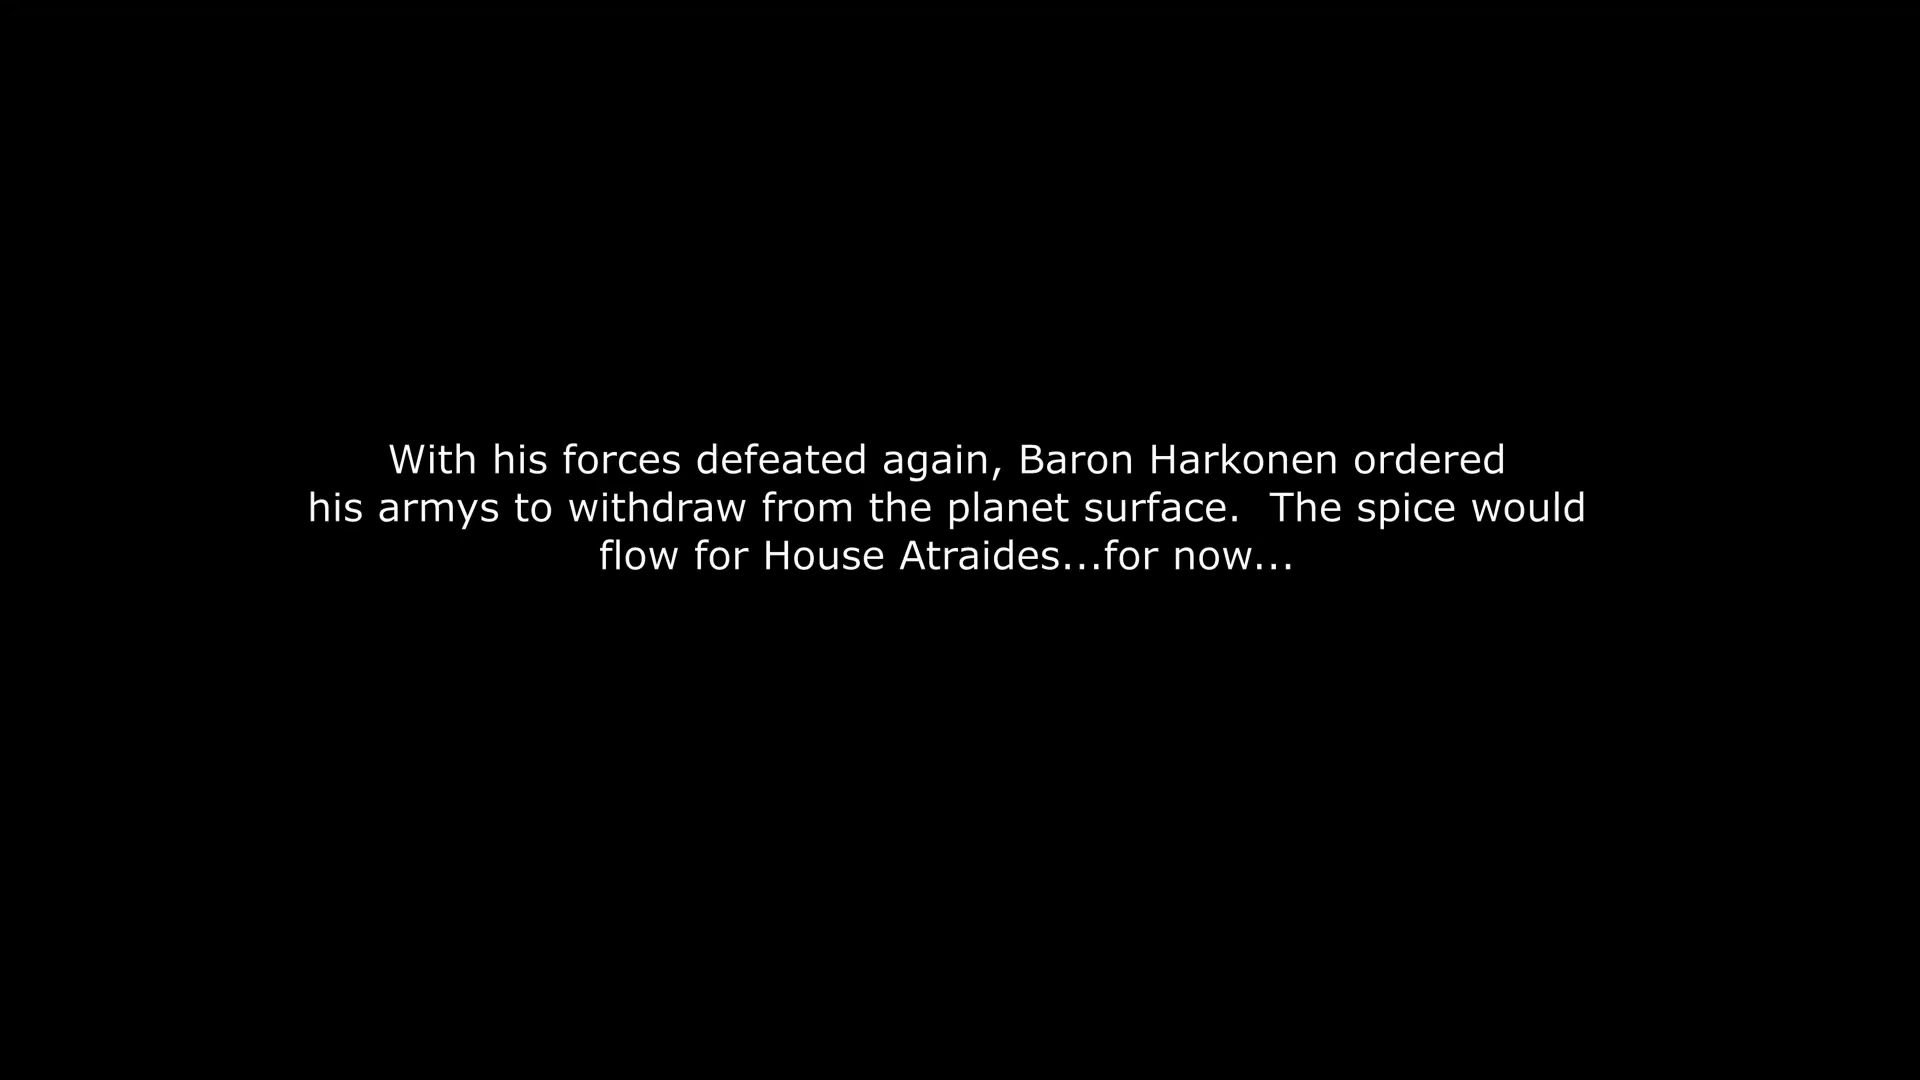 With his forces defeated again, Baron Harkonen ordered
his armys to withdraw from the planet surface.  The spice would
flow for House Atraides...for now...